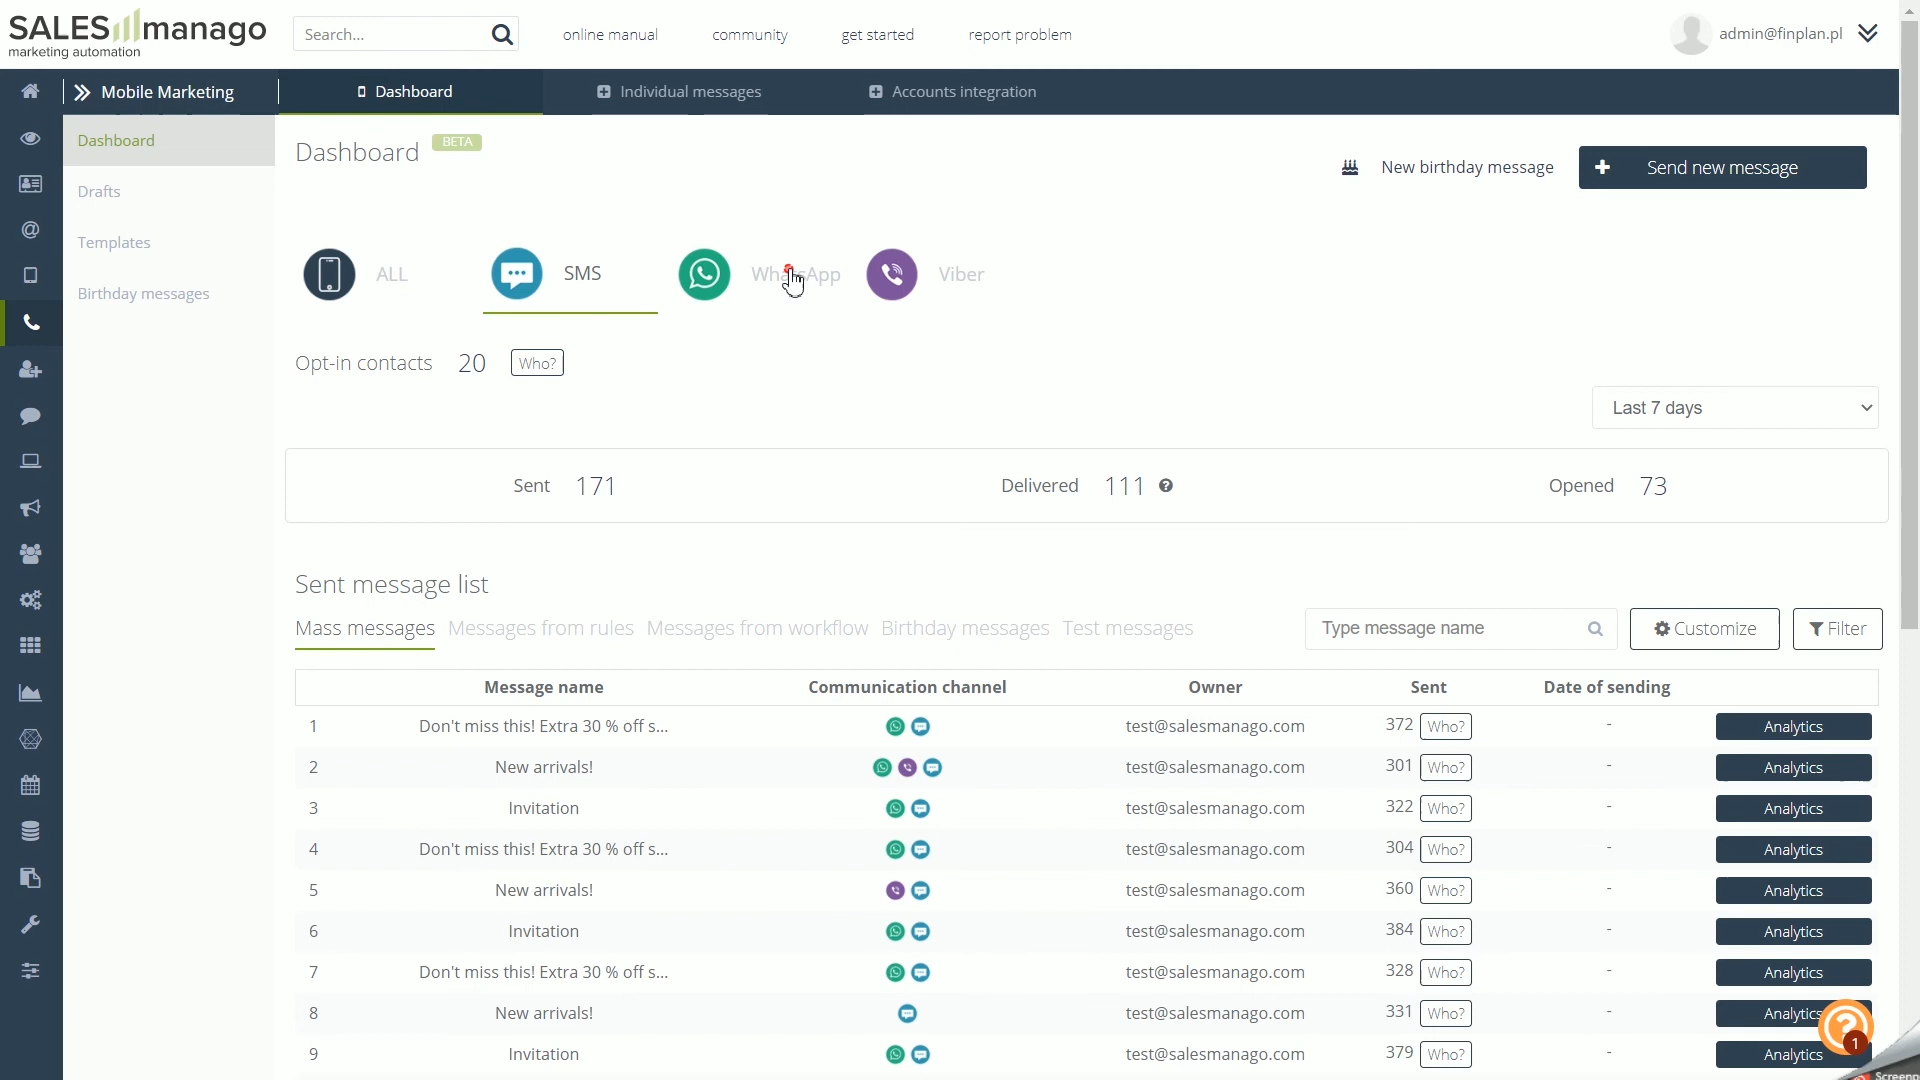 SALES manago
marketing automation
Search...
online manual
community
get started
report problem
admin@finplan.pl
Mobile Marketing
Dashboard
Individual messages
Accounts integration
Dashboard
Drafts
Templates
Birthday messages
Dashboard BETA
New birthday message
Send new message
ALL
SMS
WhatsApp
Viber
Opt-in contacts 20 Who?
Last 7 days
Sent 171
Delivered 111
Opened 73
Sent message list
Mass messages Messages from rules Messages from workflow Birthday messages Test messages
Type message name
Customize
Filter
Message name Communication channel Owner Sent Date of sending
1 Don't miss this! Extra 30 % off s... test@salesmanago.com 372 Who? - Analytics
2 New arrivals! test@salesmanago.com 301 Who? - Analytics
3 Invitation test@salesmanago.com 322 Who? - Analytics
4 Don't miss this! Extra 30 % off s... test@salesmanago.com 304 Who? - Analytics
5 New arrivals! test@salesmanago.com 360 Who? - Analytics
6 Invitation test@salesmanago.com 384 Who? - Analytics
7 Don't miss this! Extra 30 % off s... test@salesmanago.com 328 Who? - Analytics
8 New arrivals! test@salesmanago.com 331 Who? - Analytics
9 Invitation test@salesmanago.com 379 Who? - Analytics
1